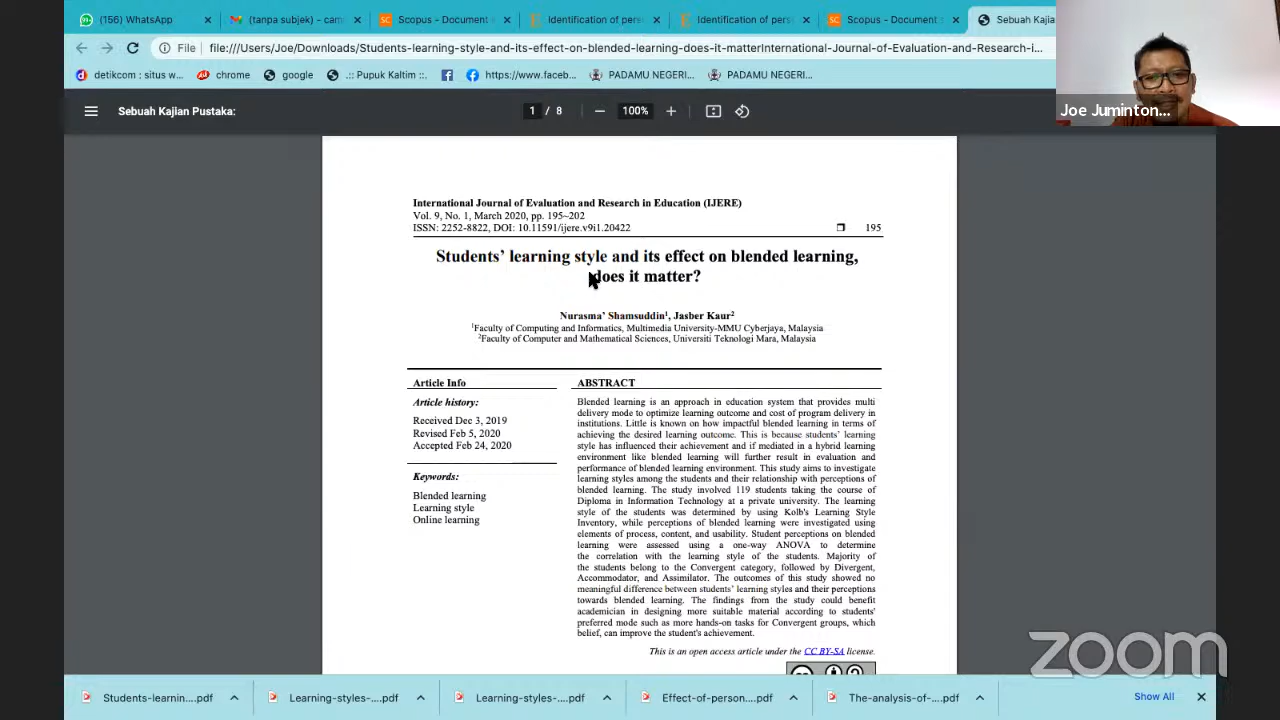 (156) WhatsApp
(tanpa subjek) – cam
Scopus - Document
Identification of pers
Identification of pers
Scopus - Document
Sebuah Kajia
File
file:///Users/Joe/Downloads/Students-learning-style-and-its-effect-on-blended-learning-does-it-matterInternational-Journal-of-Evaluation-and-Research-i...
detikcom : situs w...
chrome
google
.:: Pupuk Kaltim ::.
https://www.faceb...
PADAMU NEGERI...
PADAMU NEGERI...
Joe Juminton...
Sebuah Kajian Pustaka:
1 / 8
100%
International Journal of Evaluation and Research in Education (IJERE)
Vol. 9, No. 1, March 2020, pp. 195~202
ISSN: 2252-8822, DOI: 10.11591/ijere.v9i1.20422
195
Students' learning style and its effect on blended learning,
does it matter?
Nurasma' Shamsuddin¹, Jasber Kaur²
¹Faculty of Computing and Informatics, Multimedia University-MMU Cyberjaya, Malaysia
²Faculty of Computer and Mathematical Sciences, Universiti Teknologi Mara, Malaysia
Article Info
Article history:
Received Dec 3, 2019
Revised Feb 5, 2020
Accepted Feb 24, 2020
Keywords:
Blended learning
Learning style
Online learning
ABSTRACT
Blended learning is an approach in education system that provides multi
delivery mode to optimize learning outcome and cost of program delivery in
institutions. Little is known on how impactful blended learning in terms of
achieving the desired learning outcome. This is because students' learning
style has influenced their achievement and if mediated in a hybrid learning
environment like blended learning will further result in evaluation and
performance of blended learning environment. This study aims to investigate
learning styles among the students and their relationship with perceptions of
blended learning. The study involved 119 students taking the course of
Diploma in Information Technology at a private university. The learning
style of the students was determined by using Kolb's Learning Style
Inventory, while perceptions of blended learning were investigated using
elements of process, content, and usability. Student perceptions on blended
learning were assessed using a one-way ANOVA to determine
the correlation with the learning style of the students. Majority of
the students belong to the Convergent category, followed by Divergent,
Accommodator, and Assimilator. The outcomes of this study showed no
meaningful difference between students' learning styles and their perceptions
towards blended learning. The findings from the study could benefit
academician in designing more suitable material according to students'
preferred mode such as more hands-on tasks for Convergent groups, which
belief, can improve the student's achievement.
This is an open access article under the CC BY-SA license.
zoom
Students-learnin....pdf
Learning-styles-....pdf
Learning-styles-....pdf
Effect-of-person....pdf
The-analysis-of-....pdf
Show All